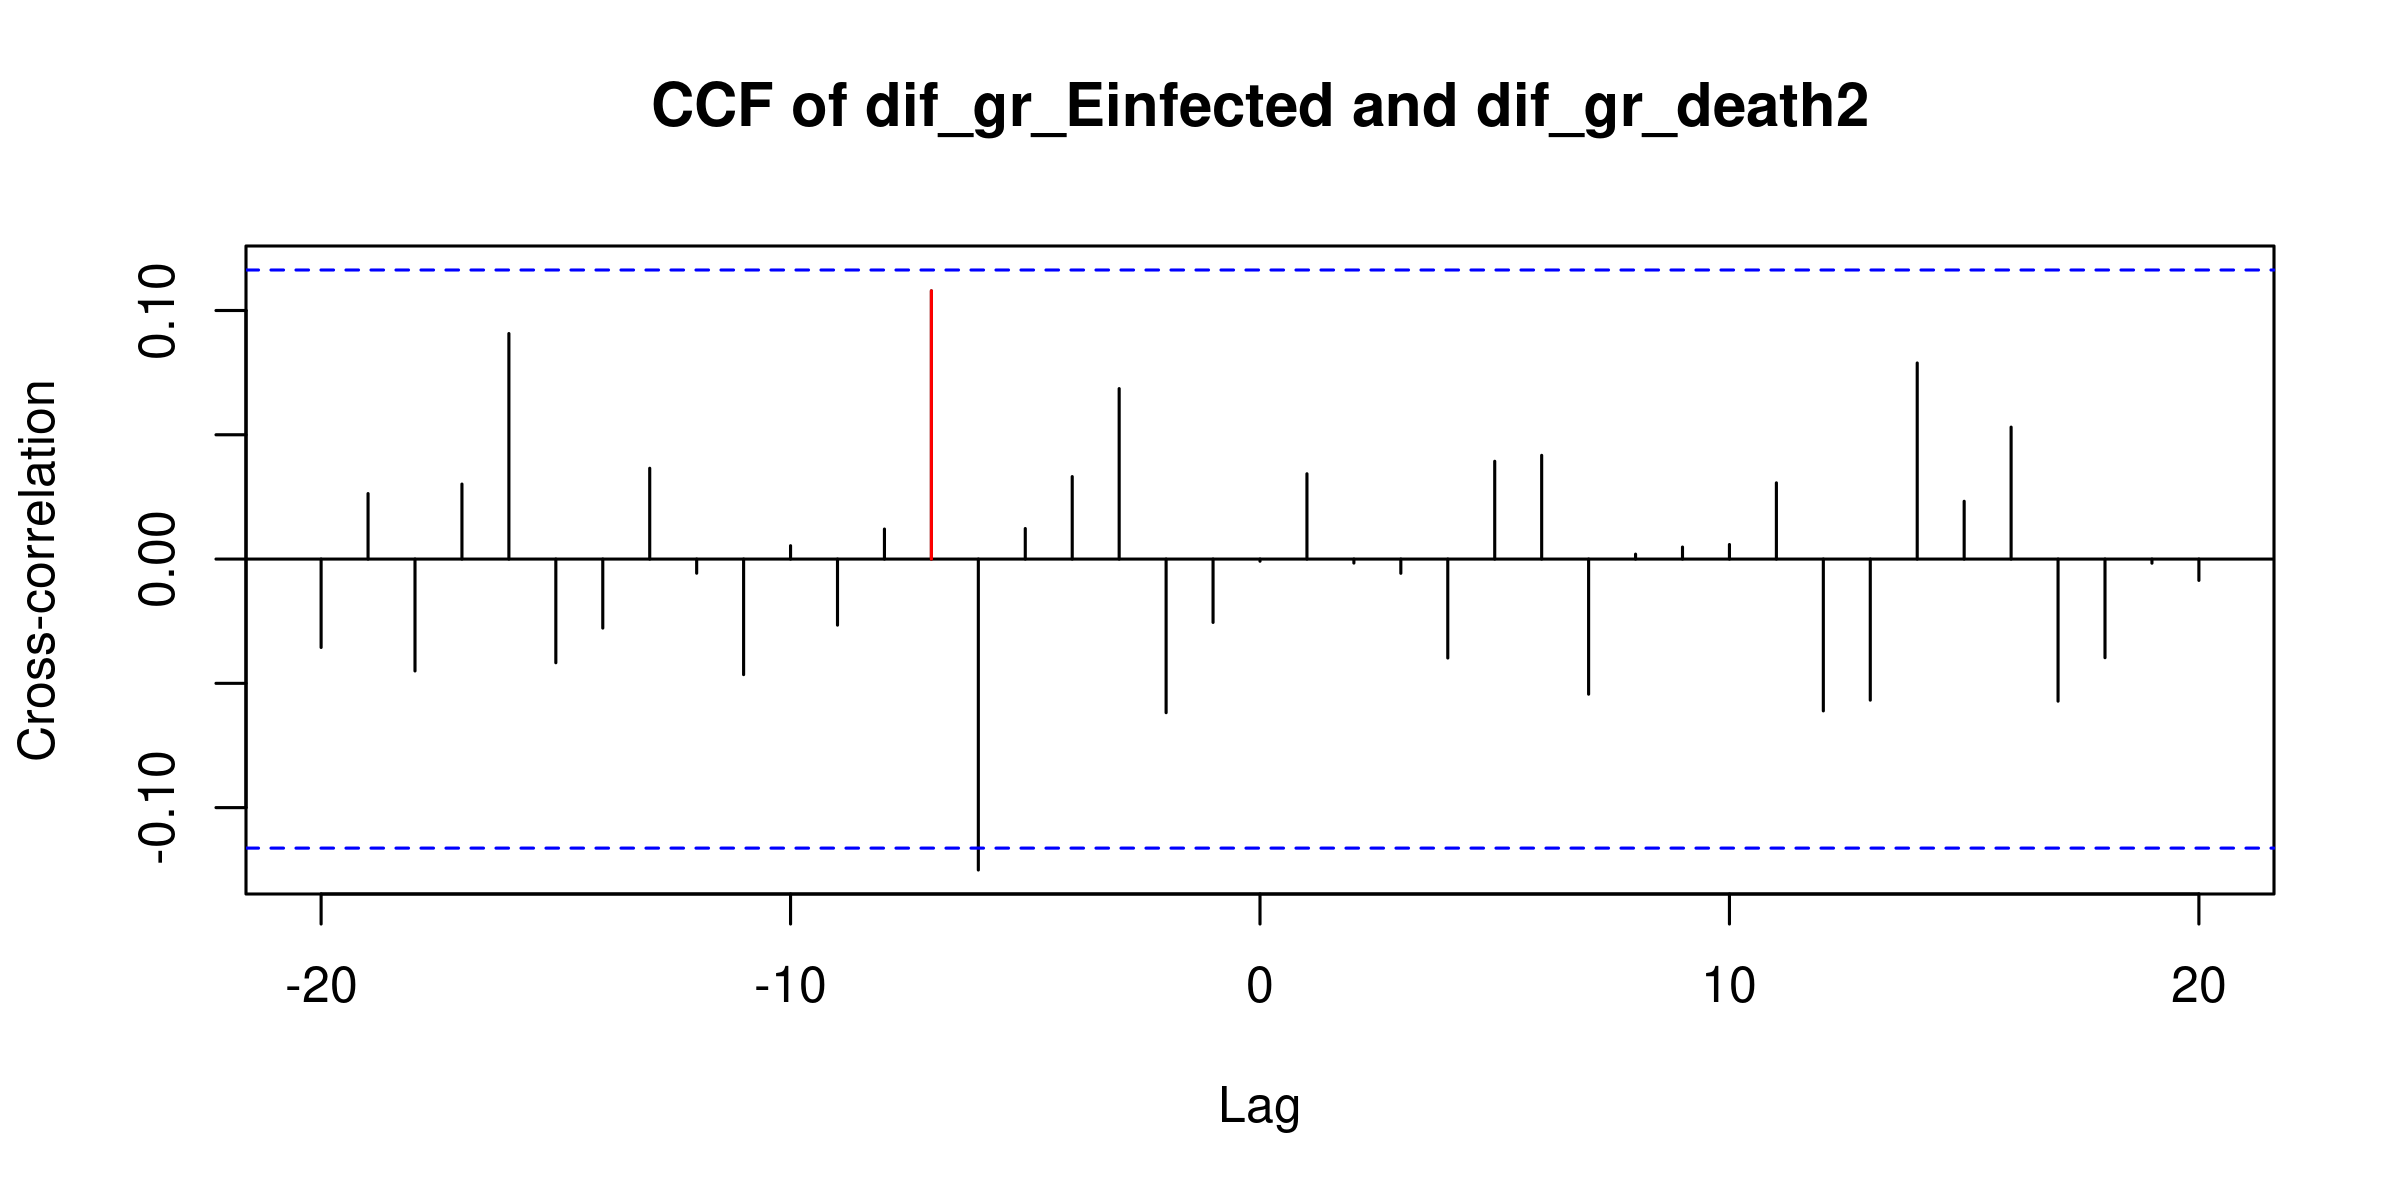 CCF of dif_gr_Einfected and dif_gr_death2
Cross-correlation
0.10
0.00
-0.10
-20
-10
0
10
20
Lag